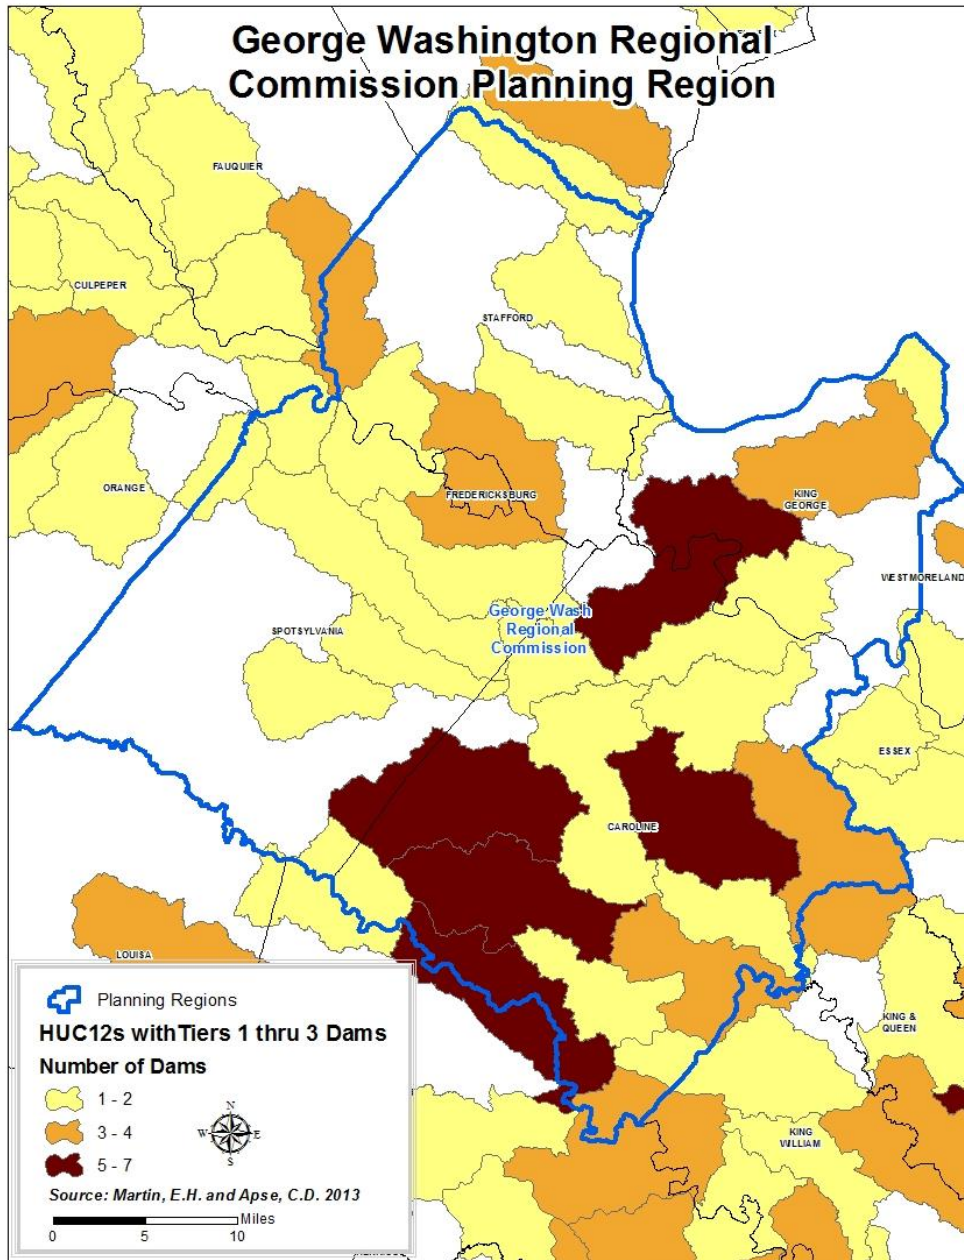 George Washington Regional
Commission Planning Region
FAUQUIER
CULPEPER
STAFFORD
ORANGE
FREDERICKSBURG
KING
GEORGE
WESTMORELAND
George Wash
Regional
Commission
SPOTSYLVANIA
ESSEX
CAROLINE
LOUISA
KING &
QUEEN
KING
WILLIAM
Planning Regions
HUC12s with Tiers 1 thru 3 Dams
Number of Dams
1 - 2
3 - 4
5 - 7
N
W E
S
Source: Martin, E.H. and Apse, C.D. 2013
Miles
0 5 10